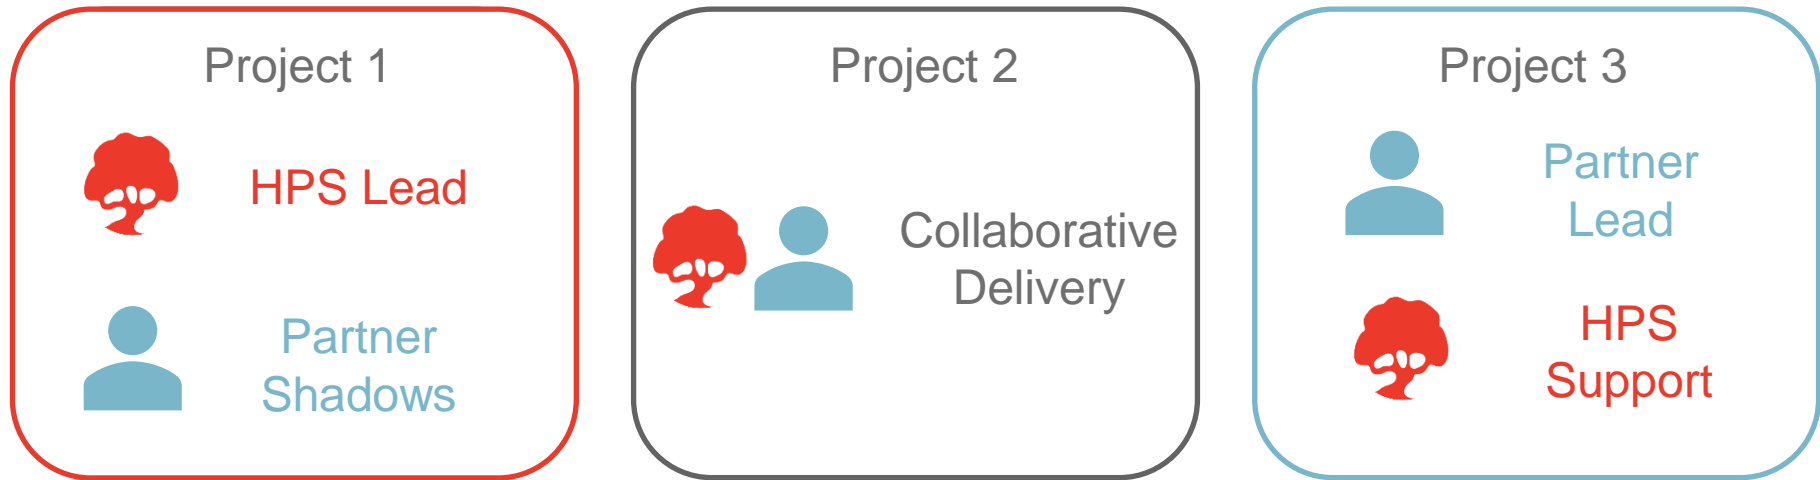 Project 1
HPS Lead
Partner
Shadows
Project 2
Collaborative
Delivery
Project 3
Partner
Lead
HPS
Support